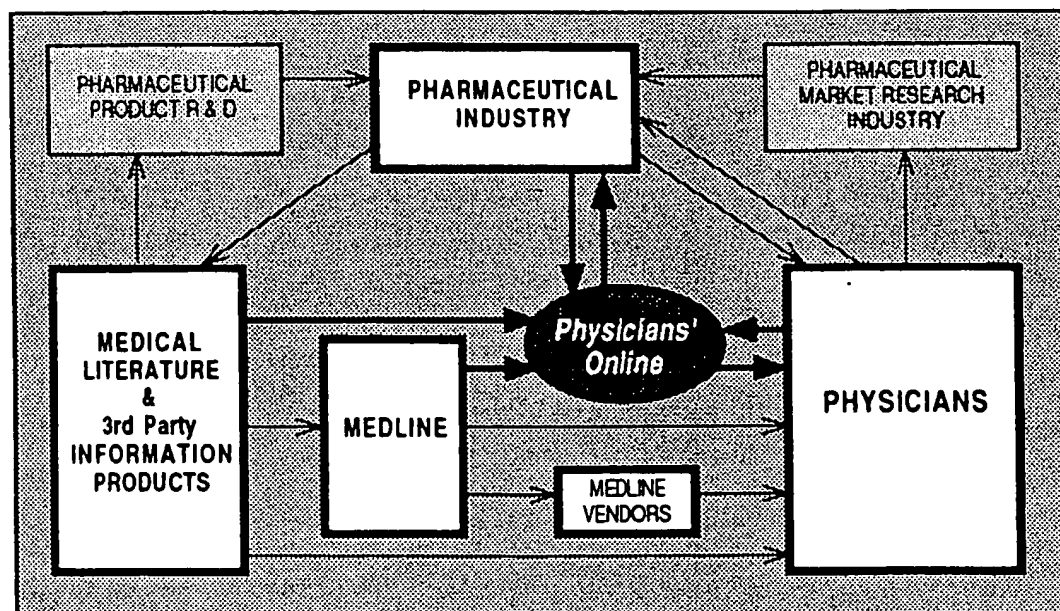 PHARMACEUTICAL
PRODUCT R & D
PHARMACEUTICAL
INDUSTRY
PHARMACEUTICAL
MARKET RESEARCH
INDUSTRY
MEDICAL
LITERATURE
&
3rd Party
INFORMATION
PRODUCTS
MEDLINE
Physicians'
Online
MEDLINE
VENDORS
PHYSICIANS